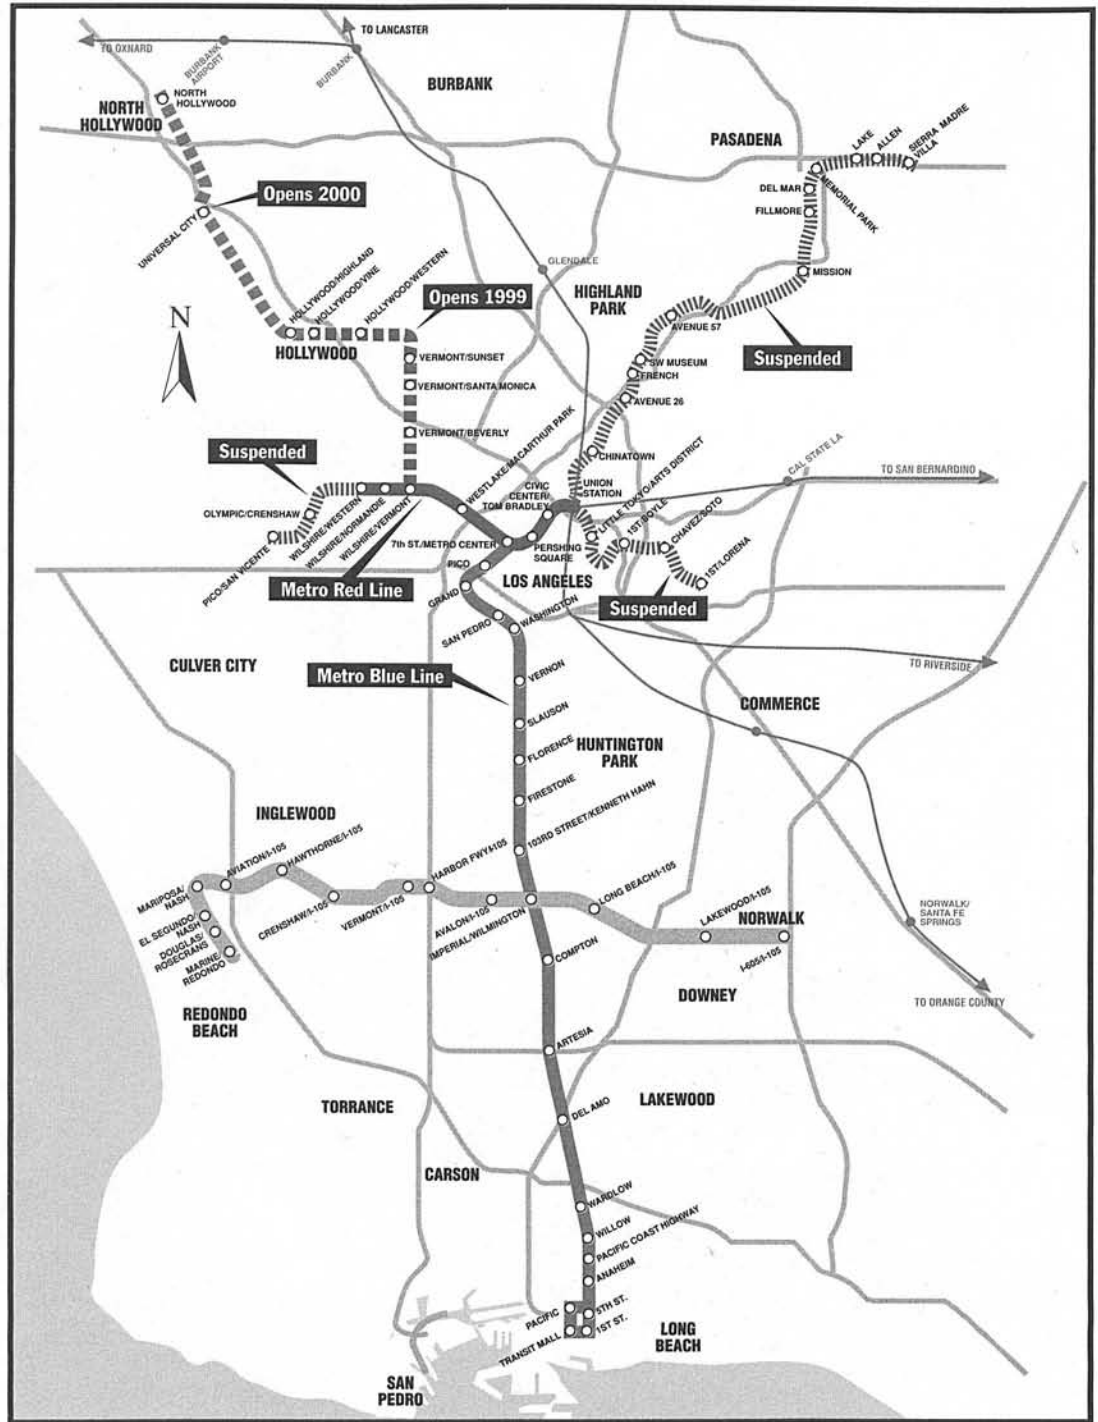 TO LANCASTER
TO OXNARD
BURBANK
AIRPORT
BURBANK
BURBANK
NORTH
HOLLYWOOD
NORTH
HOLLYWOOD
PASADENA
LAKE
ALLEN
SIERRA MADRE
VILLA
MEMORIAL PARK
DEL MAR
FILLMORE
MISSION
Opens 2000
UNIVERSAL CITY
GLENDALE
HIGHLAND
PARK
HOLLYWOOD/HIGHLAND
HOLLYWOOD/VINE
HOLLYWOOD/WESTERN
Opens 1999
N
HOLLYWOOD
AVENUE 57
Suspended
VERMONT/SUNSET
SW MUSEUM
FRENCH
VERMONT/SANTA MONICA
AVENUE 26
VERMONT/BEVERLY
Suspended
WESTLAKE/MACARTHUR PARK
CHINATOWN
LITTLE TOKYO/ARTS DISTRICT
CAL STATE LA
TO SAN BERNARDINO
CIVIC
CENTER/
TOM BRADLEY
UNION
STATION
OLYMPIC/CRENSHAW
WILSHIRE/WESTERN
WILSHIRE/NORMANDIE
WILSHIRE/VERMONT
1ST/BOYLE
CHAVEZ/SOTO
PICO/SAN VICENTE
7th ST./METRO CENTER
PERSHING
SQUARE
PICO
LOS ANGELES
1ST/LORENA
Metro Red Line
GRAND
Suspended
SAN PEDRO
WASHINGTON
CULVER CITY
Metro Blue Line
VERNON
TO RIVERSIDE
COMMERCE
SLAUSON
FLORENCE
HUNTINGTON
PARK
FIRESTONE
INGLEWOOD
103RD STREET/KENNETH HAHN
AVIATION/I-105
HAWTHORNE/I-105
HARBOR FWY/I-105
MARIPOSA/
NASH
CRENSHAW/I-105
VERMONT/I-105
AVALON/I-105
IMPERIAL/WILMINGTON
LONG BEACH/I-105
LAKEWOOD/I-105
NORWALK
NORWALK/
SANTA FE
SPRINGS
EL SEGUNDO/
NASH
DOUGLAS/
ROSECRANS
MARINE/
REDONDO
COMPTON
I-605/I-105
DOWNEY
TO ORANGE COUNTY
REDONDO
BEACH
ARTESIA
TORRANCE
LAKEWOOD
DEL AMO
CARSON
WARDLOW
WILLOW
PACIFIC COAST HIGHWAY
ANAHEIM
PACIFIC
5TH ST.
TRANSIT MALL
1ST ST.
LONG
BEACH
SAN
PEDRO